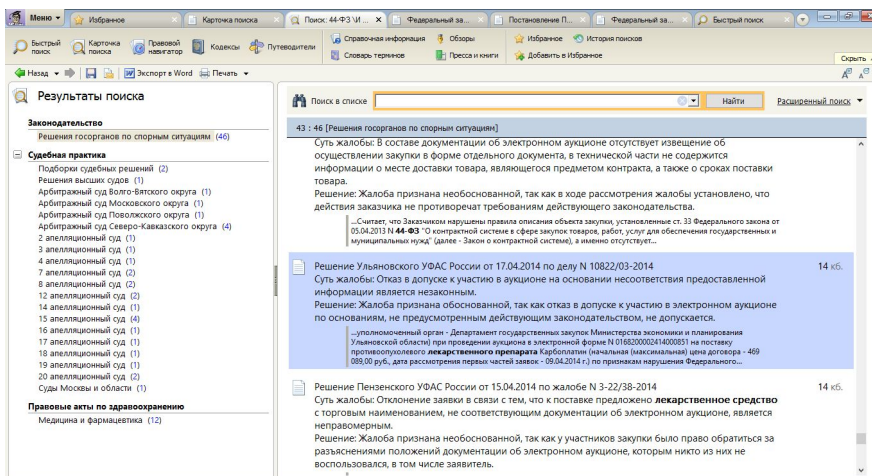 Меню
Избранное
Карточка поиска
Поиск: 44-ФЗ \И ...
Федеральный за...
Постановление П...
Федеральный за...
Быстрый поиск
Быстрый поиск
Карточка поиска
Правовой навигатор
Кодексы
Путеводители
Справочная информация
Обзоры
Словарь терминов
Пресса и книги
Избранное
История поисков
Добавить в Избранное
Скрыть
Назад
Экспорт в Word
Печать
Результаты поиска
Законодательство
Решения госорганов по спорным ситуациям (46)
Судебная практика
Подборки судебных решений (2)
Решения высших судов (1)
Арбитражный суд Волго-Вятского округа (1)
Арбитражный суд Московского округа (1)
Арбитражный суд Поволжского округа (1)
Арбитражный суд Северо-Кавказского округа (4)
2 апелляционный суд (1)
3 апелляционный суд (1)
4 апелляционный суд (1)
7 апелляционный суд (2)
8 апелляционный суд (2)
12 апелляционный суд (2)
14 апелляционный суд (1)
15 апелляционный суд (4)
16 апелляционный суд (1)
17 апелляционный суд (1)
18 апелляционный суд (1)
19 апелляционный суд (1)
20 апелляционный суд (2)
Суды Москвы и области (1)
Правовые акты по здравоохранению
Медицина и фармацевтика (12)
Поиск в списке
Найти
Расширенный поиск
43 : 46 [Решения госорганов по спорным ситуациям]
Суть жалобы: В составе документации об электронном аукционе отсутствует извещение об
осуществлении закупки в форме отдельного документа, в технической части не содержится
информации о месте доставки товара, являющегося предметом контракта, а также о сроках поставки
товара.
Решение: Жалоба признана необоснованной, так как в ходе рассмотрения жалобы установлено, что
действия заказчика не противоречат требованиям действующего законодательства.
...Считает, что Заказчиком нарушены правила описания объекта закупки, установленные ст. 33 Федерального закона от
05.04.2013 N 44-ФЗ "О контрактной системе в сфере закупок товаров, работ, услуг для обеспечения государственных и
муниципальных нужд" (далее - Закон о контрактной системе), а именно отсутствует...
Решение Ульяновского УФАС России от 17.04.2014 по делу N 10822/03-2014
14 кб.
Суть жалобы: Отказ в допуске к участию в аукционе на основании несоответствия предоставленной
информации является незаконным.
Решение: Жалоба признана обоснованной, так как отказ в допуске к участию в электронном аукционе
по основаниям, не предусмотренным действующим законодательством, не допускается.
...уполномоченный орган - Департамент государственных закупок Министерства экономики и планирования
Ульяновской области) при проведении аукциона в электронной форме N 0168200002414000851 на поставку
противоопухолевого лекарственного препарата Карбоплатин (начальная (максимальная) цена договора - 469
089,00 руб., дата рассмотрения первых частей заявок - 09.04.2014 г.) по признакам нарушения Федерального...
Решение Пензенского УФАС России от 15.04.2014 по жалобе N 3-22/38-2014
14 кб.
Суть жалобы: Отклонение заявки в связи с тем, что к поставке предложено лекарственное средство
с торговым наименованием, не соответствующим документации об электронном аукционе, является
неправомерным.
Решение: Жалоба признана необоснованной, так как у участников закупки было право обратиться за
разъяснениями положений документации об электронном аукционе, которым никто из них не
воспользовался, в том числе заявитель.